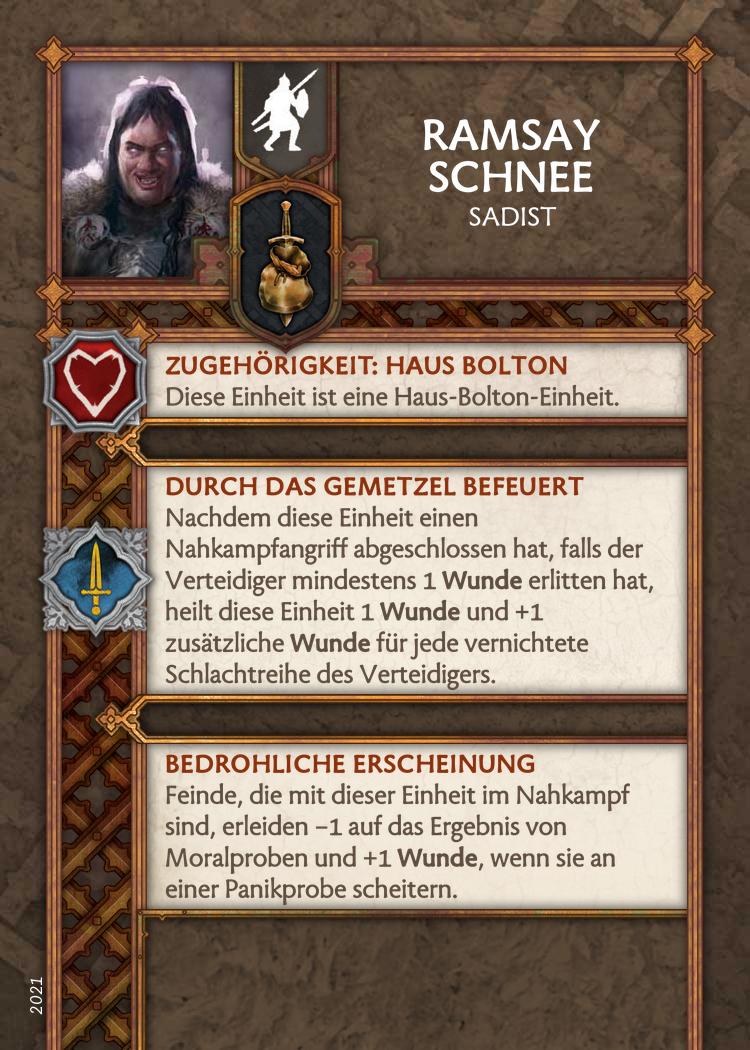 RAMSAY
SCHNEE
SADIST
ZUGEHÖRIGKEIT: HAUS BOLTON
Diese Einheit ist eine Haus-Bolton-Einheit.
DURCH DAS GEMETZEL BEFEUERT
Nachdem diese Einheit einen
Nahkampfangriff abgeschlossen hat, falls der
Verteidiger mindestens 1 Wunde erlitten hat,
heilt diese Einheit 1 Wunde und +1
zusätzliche Wunde für jede vernichtete
Schlachtreihe des Verteidigers.
BEDROHLICHE ERSCHEINUNG
Feinde, die mit dieser Einheit im Nahkampf
sind, erleiden –1 auf das Ergebnis von
Moralproben und +1 Wunde, wenn sie an
einer Panikprobe scheitern.
2021